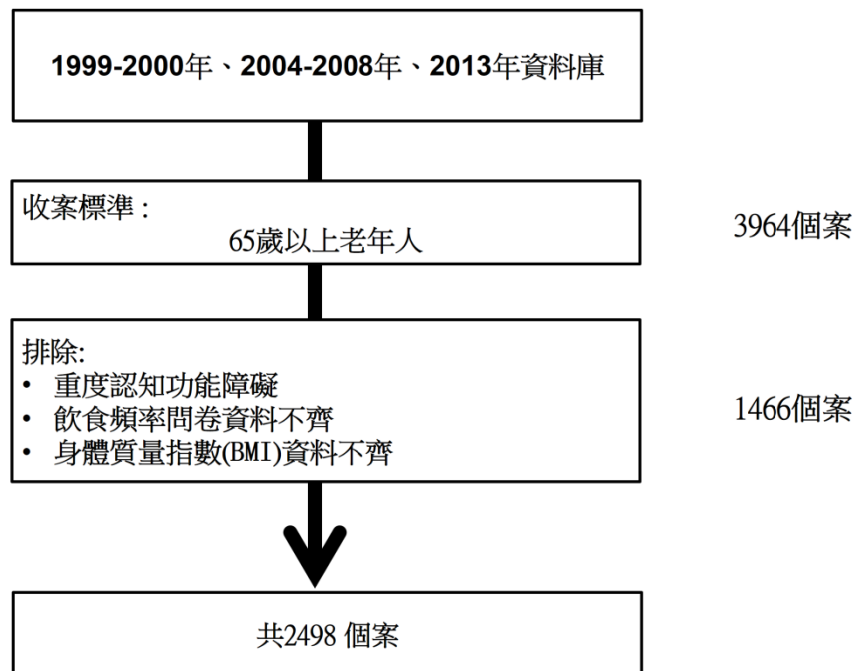 1999-2000年、2004-2008年、2013年資料庫
收案標準 :
65歲以上老年人
3964個案
排除:
• 重度認知功能障礙
• 飲食頻率問卷資料不齊
• 身體質量指數(BMI)資料不齊
1466個案
共2498 個案